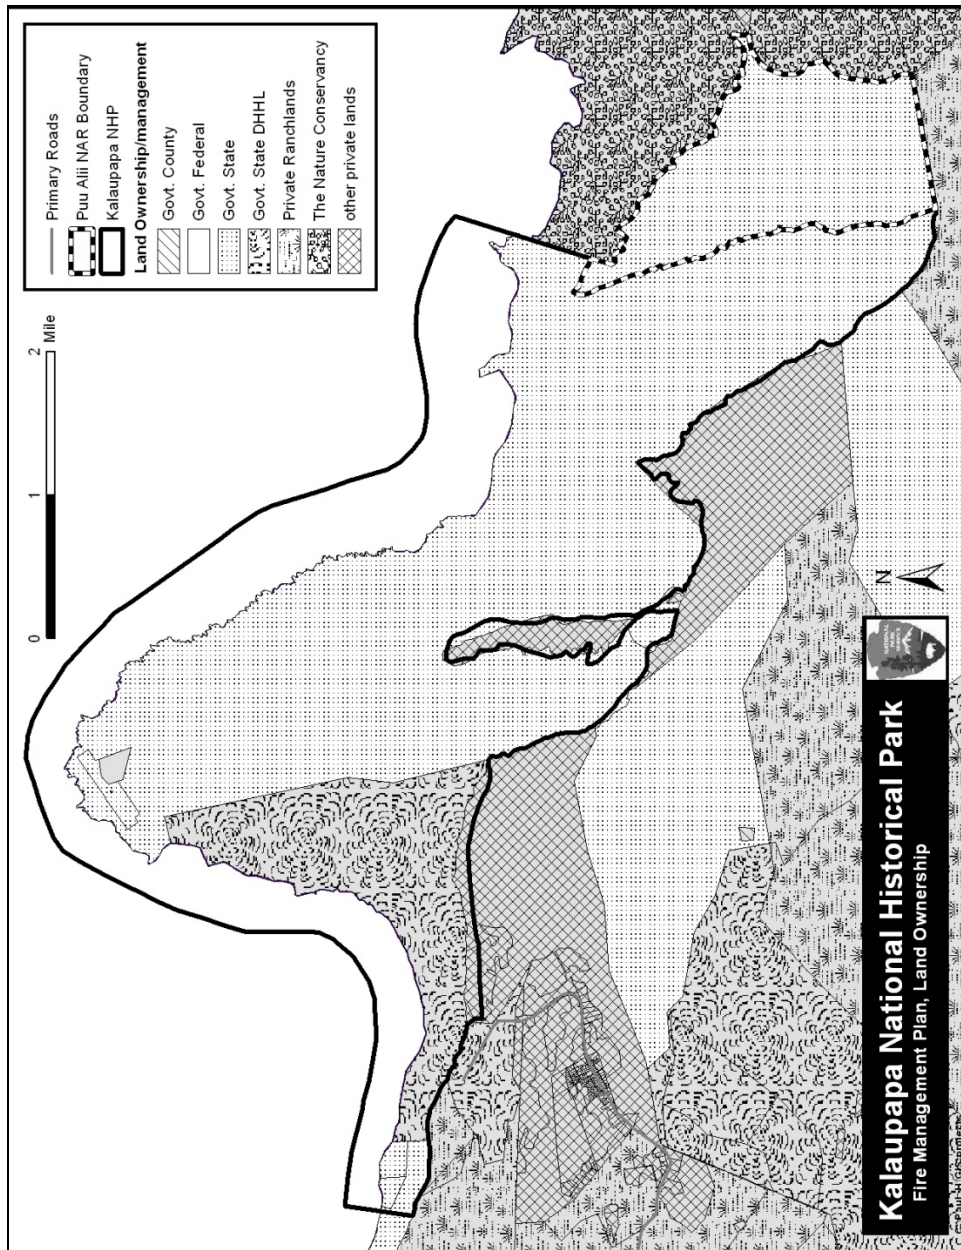 Primary Roads
Puu Alii NAR Boundary
Kalaupapa NHP
Land Ownership/management
Govt. County
Govt. Federal
Govt. State
Govt. State DHHL
Private Ranchlands
The Nature Conservancy
other private lands
0 1 2 Mile
N
Kalaupapa National Historical Park
Fire Management Plan, Land Ownership